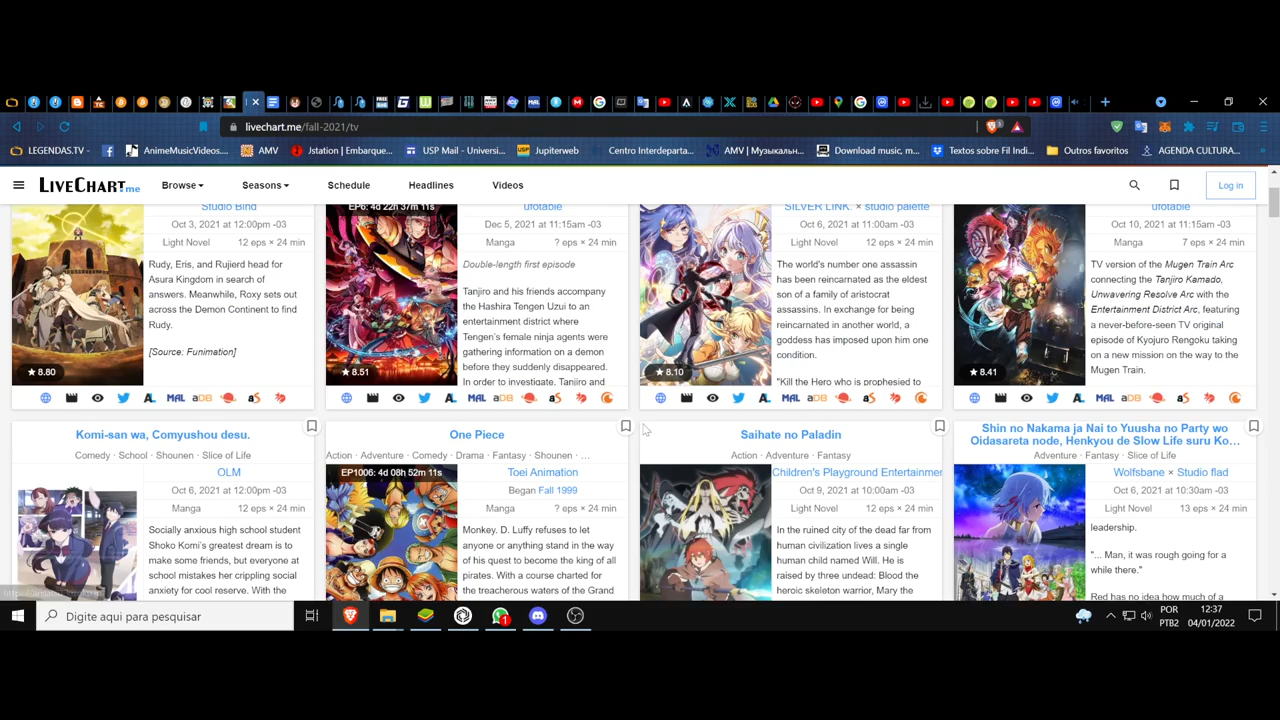 livechart.me/fall-2021/tv
LEGENDAS.TV -
AnimeMusicVideos....
AMV
Jstation | Embarque...
USP Mail - Universi...
Jupiterweb
Centro Interdeparta...
AMV | Музыкальн...
Download music, m...
Textos sobre Fil Indi...
Outros favoritos
AGENDA CULTURA...
LIVECHART.me
Browse
Seasons
Schedule
Headlines
Videos
Log in
Studio Bind
Oct 3, 2021 at 12:00pm -03
Light Novel 12 eps × 24 min
Rudy, Eris, and Rujierd head for
Asura Kingdom in search of
answers. Meanwhile, Roxy sets out
across the Demon Continent to find
Rudy.
[Source: Funimation]
★ 8.80
MAL aDB aS
EP6: 4d 22h 37m 11s
ufotable
Dec 5, 2021 at 11:15am -03
Manga ? eps × 24 min
Double-length first episode
Tanjiro and his friends accompany
the Hashira Tengen Uzui to an
entertainment district where
Tengen's female ninja agents were
gathering information on a demon
before they suddenly disappeared.
In order to investigate, Tanjiro and
★ 8.51
MAL aDB aS
SILVER LINK. × studio palette
Oct 6, 2021 at 11:00am -03
Light Novel 12 eps × 24 min
The world's number one assassin
has been reincarnated as the eldest
son of a family of aristocrat
assassins. In exchange for being
reincarnated in another world, a
goddess has imposed upon him one
condition.
"Kill the Hero who is prophesied to
★ 8.10
MAL aDB aS
ufotable
Oct 10, 2021 at 11:15am -03
Manga 7 eps × 24 min
TV version of the Mugen Train Arc
connecting the Tanjiro Kamado,
Unwavering Resolve Arc with the
Entertainment District Arc, featuring
a never-before-seen TV original
episode of Kyojuro Rengoku taking
on a new mission on the way to the
Mugen Train.
★ 8.41
MAL aDB aS
Komi-san wa, Comyushou desu.
Comedy · School · Shounen · Slice of Life
OLM
Oct 6, 2021 at 12:00pm -03
Manga 12 eps × 24 min
Socially anxious high school student
Shoko Komi's greatest dream is to
make some friends, but everyone at
school mistakes her crippling social
anxiety for cool reserve. With the
One Piece
Action · Adventure · Comedy · Drama · Fantasy · Shounen · ...
EP1006: 4d 08h 52m 11s
Toei Animation
Began Fall 1999
Manga ? eps × 24 min
Monkey. D. Luffy refuses to let
anyone or anything stand in the way
of his quest to become the king of all
pirates. With a course charted for
the treacherous waters of the Grand
Saihate no Paladin
Action · Adventure · Fantasy
Children's Playground Entertainmen
Oct 9, 2021 at 10:00am -03
Light Novel 12 eps × 24 min
In the ruined city of the dead far from
human civilization lives a single
human child named Will. He is
raised by three undead: Blood the
heroic skeleton warrior, Mary the
Shin no Nakama ja Nai to Yuusha no Party wo
Oidasareta node, Henkyou de Slow Life suru Ko...
Adventure · Fantasy · Slice of Life
Wolfsbane × Studio flad
Oct 6, 2021 at 10:30am -03
Light Novel 13 eps × 24 min
leadership.
"... Man, it was rough going for a
while there."
Red has no idea how much of a
Digite aqui para pesquisar
POR
PTB2
12:37
04/01/2022